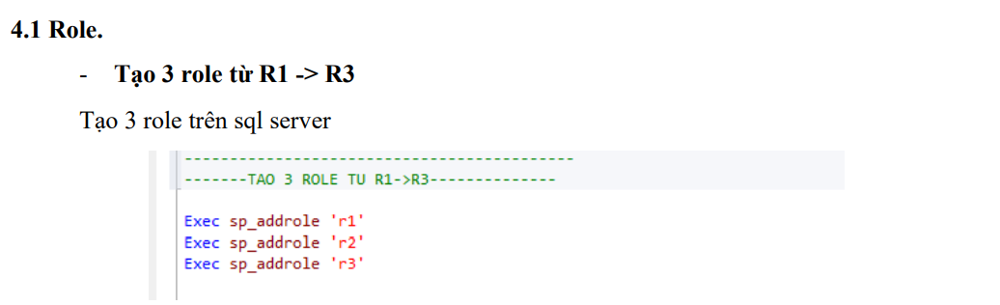 4.1 Role.
- Tạo 3 role từ R1 -> R3
Tạo 3 role trên sql server
-------------------------------------------
-------TAO 3 ROLE TU R1->R3--------------
Exec sp_addrole 'r1'
Exec sp_addrole 'r2'
Exec sp_addrole 'r3'